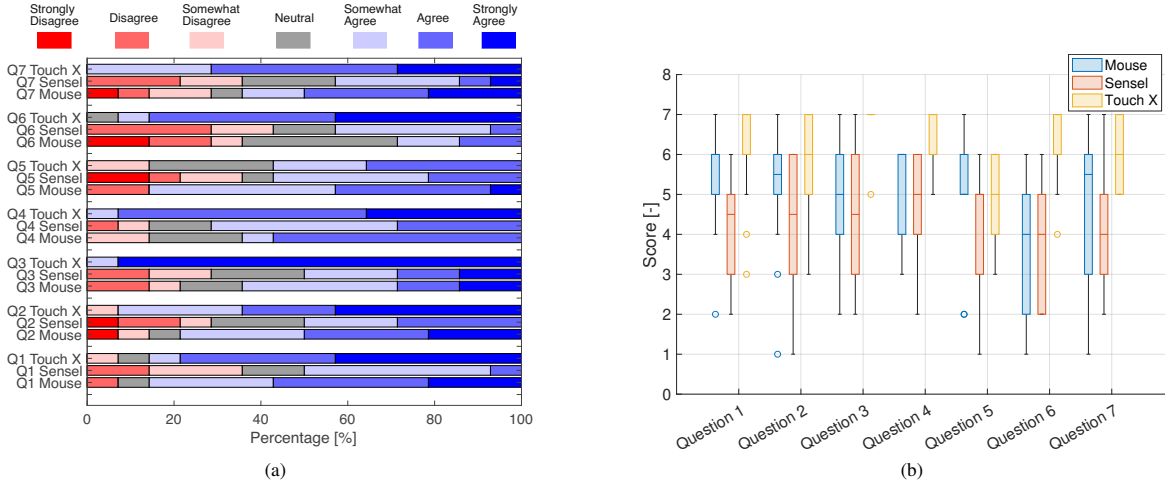 Strongly
Disagree
Disagree
Somewhat
Disagree
Neutral
Somewhat
Agree
Agree
Strongly
Agree
Q7 Touch X
Q7 Sensel
Q7 Mouse
Q6 Touch X
Q6 Sensel
Q6 Mouse
Q5 Touch X
Q5 Sensel
Q5 Mouse
Q4 Touch X
Q4 Sensel
Q4 Mouse
Q3 Touch X
Q3 Sensel
Q3 Mouse
Q2 Touch X
Q2 Sensel
Q2 Mouse
Q1 Touch X
Q1 Sensel
Q1 Mouse
0 20 40 60 80 100
Percentage [%]
(a)
Mouse
Sensel
Touch X
8
7
6
5
4
3
2
1
0
Score [-]
Question 1
Question 2
Question 3
Question 4
Question 5
Question 6
Question 7
(b)